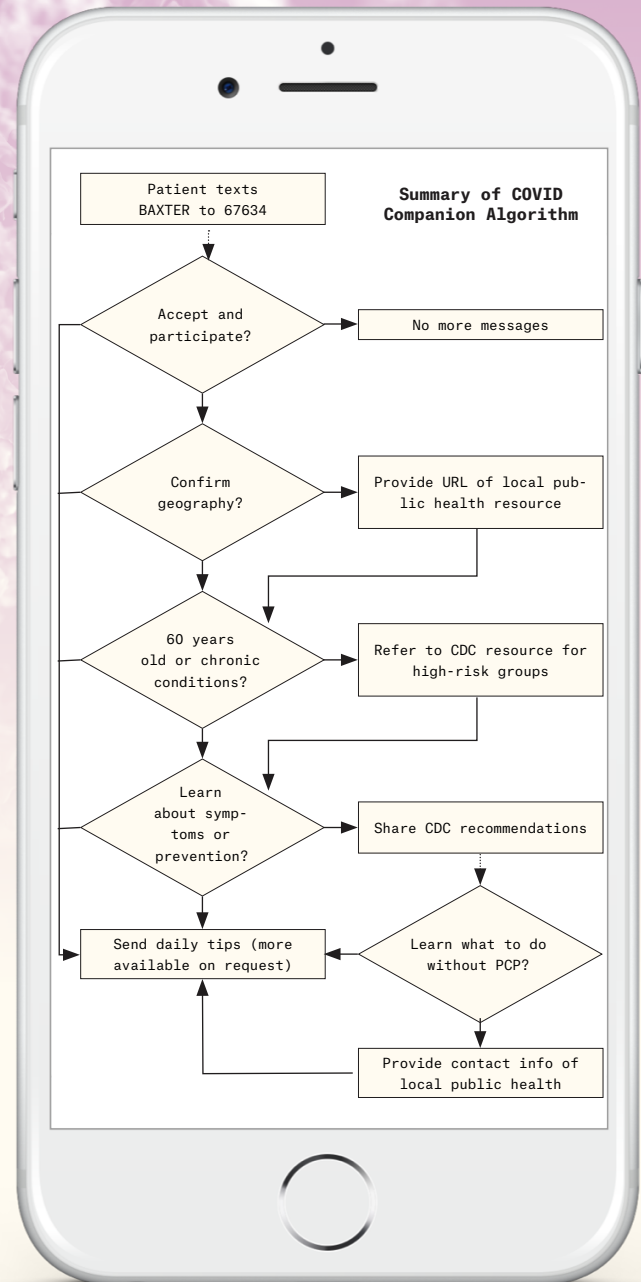 Patient texts
BAXTER to 67634
Summary of COVID
Companion Algorithm
Accept and
participate?
No more messages
Confirm
geography?
Provide URL of local pub-
lic health resource
60 years
old or chronic
conditions?
Refer to CDC resource for
high-risk groups
Learn
about symp-
toms or
prevention?
Share CDC recommendations
Send daily tips (more
available on request)
Learn what to do
without PCP?
Provide contact info of
local public health